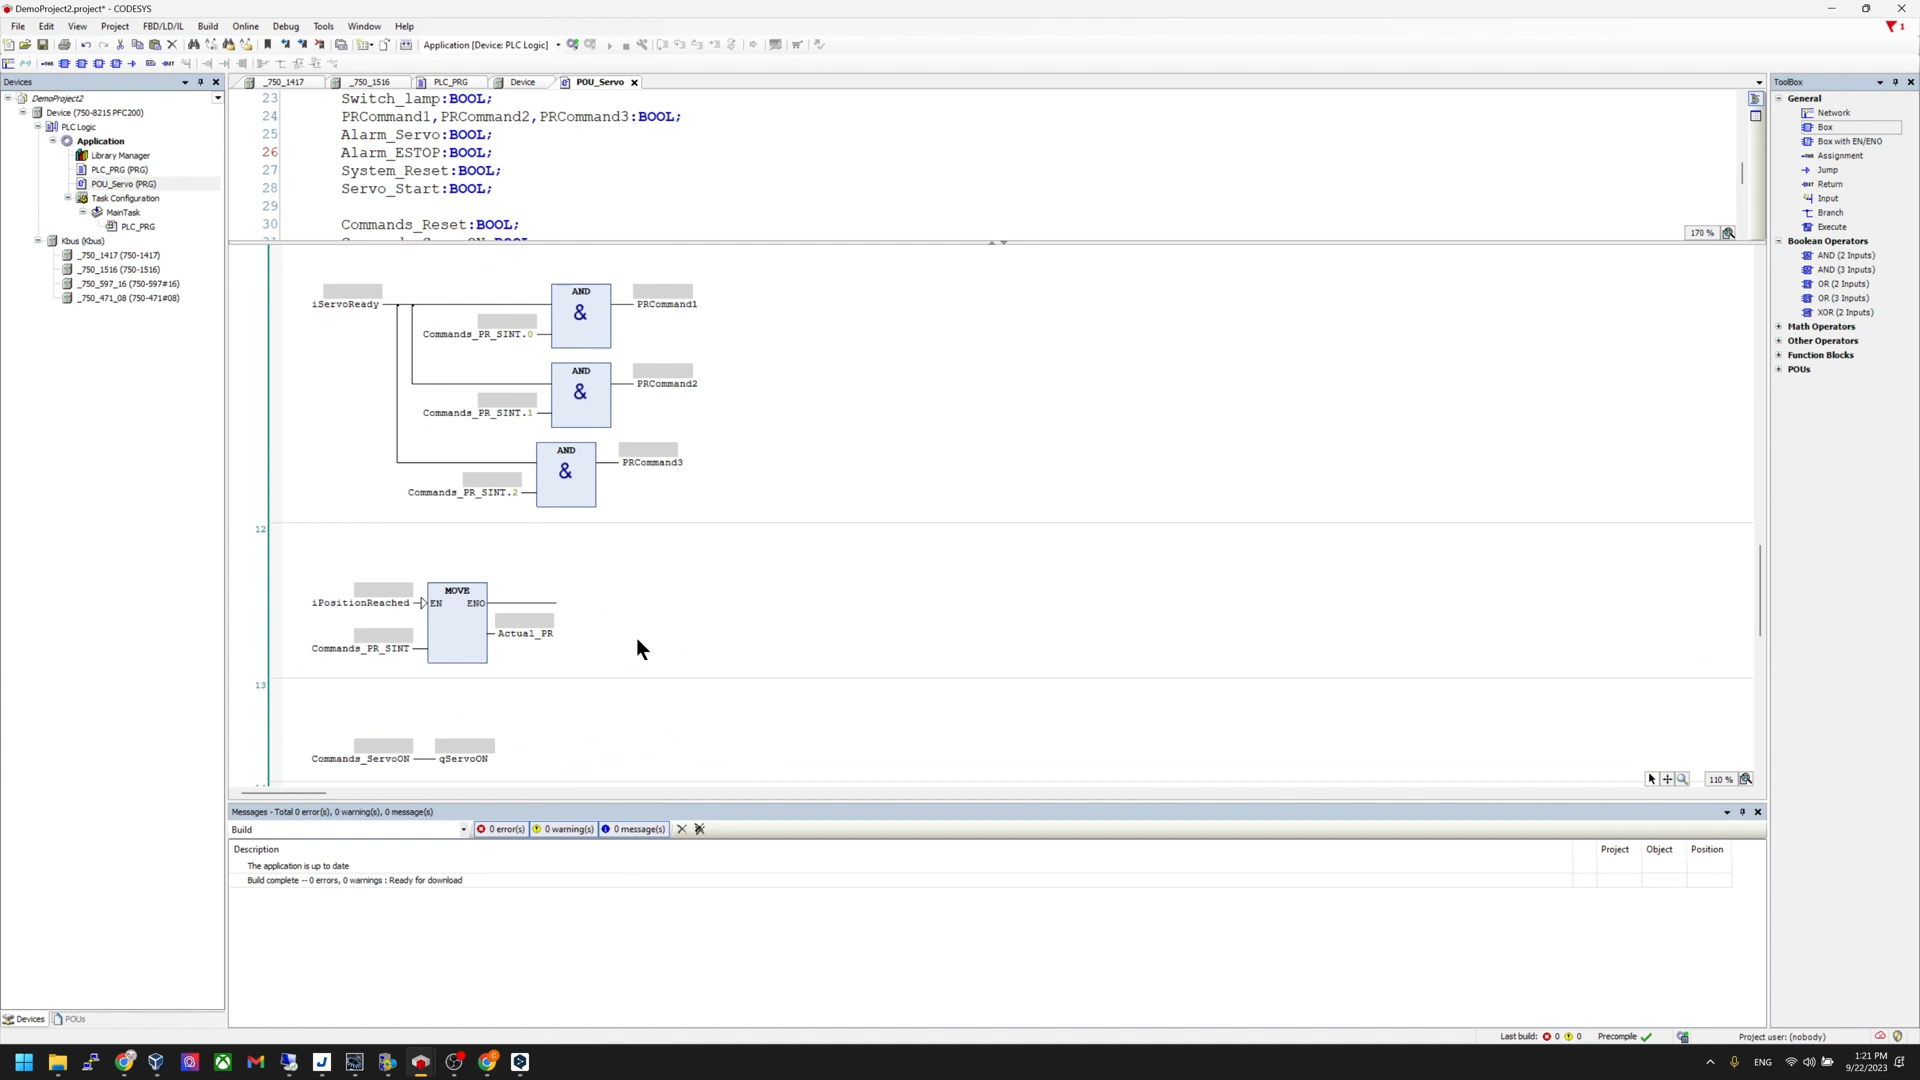 DemoProject2.project* - CODESYS
File Edit View Project FBD/LD/IL Build Online Debug Tools Window Help
1
Application [Device: PLC Logic]
Devices
_750_1417 _750_1516 PLC_PRG Device POU_Servo
ToolBox
DemoProject2
Device (750-8215 PFC200)
PLC Logic
Application
Library Manager
PLC_PRG (PRG)
POU_Servo (PRG)
Task Configuration
MainTask
PLC_PRG
Kbus (Kbus)
_750_1417 (750-1417)
_750_1516 (750-1516)
_750_597_16 (750-597#16)
_750_471_08 (750-471#08)
Devices POUs
23 Switch_lamp:BOOL;
24 PRCommand1,PRCommand2,PRCommand3:BOOL;
25 Alarm_Servo:BOOL;
26 Alarm_ESTOP:BOOL;
27 System_Reset:BOOL;
28 Servo_Start:BOOL;
29
30 Commands_Reset:BOOL;
170 %
AND
iServoReady & PRCommand1
Commands_PR_SINT.0
AND
& PRCommand2
Commands_PR_SINT.1
AND
& PRCommand3
Commands_PR_SINT.2
12
MOVE
iPositionReached EN ENO
Actual_PR
Commands_PR_SINT
13
Commands_ServoON qServoON
110 %
General
Network
Box
Box with EN/ENO
Assignment
Jump
Return
Input
Branch
Execute
Boolean Operators
AND (2 Inputs)
AND (3 Inputs)
OR (2 Inputs)
OR (3 Inputs)
XOR (2 Inputs)
Math Operators
Other Operators
Function Blocks
POUs
Messages - Total 0 error(s), 0 warning(s), 0 message(s)
Build 0 error(s) 0 warning(s) 0 message(s)
Description Project Object Position
The application is up to date
Build complete -- 0 errors, 0 warnings : Ready for download
Last build: 0 0 Precompile Project user: (nobody)
ENG
1:21 PM
9/22/2023